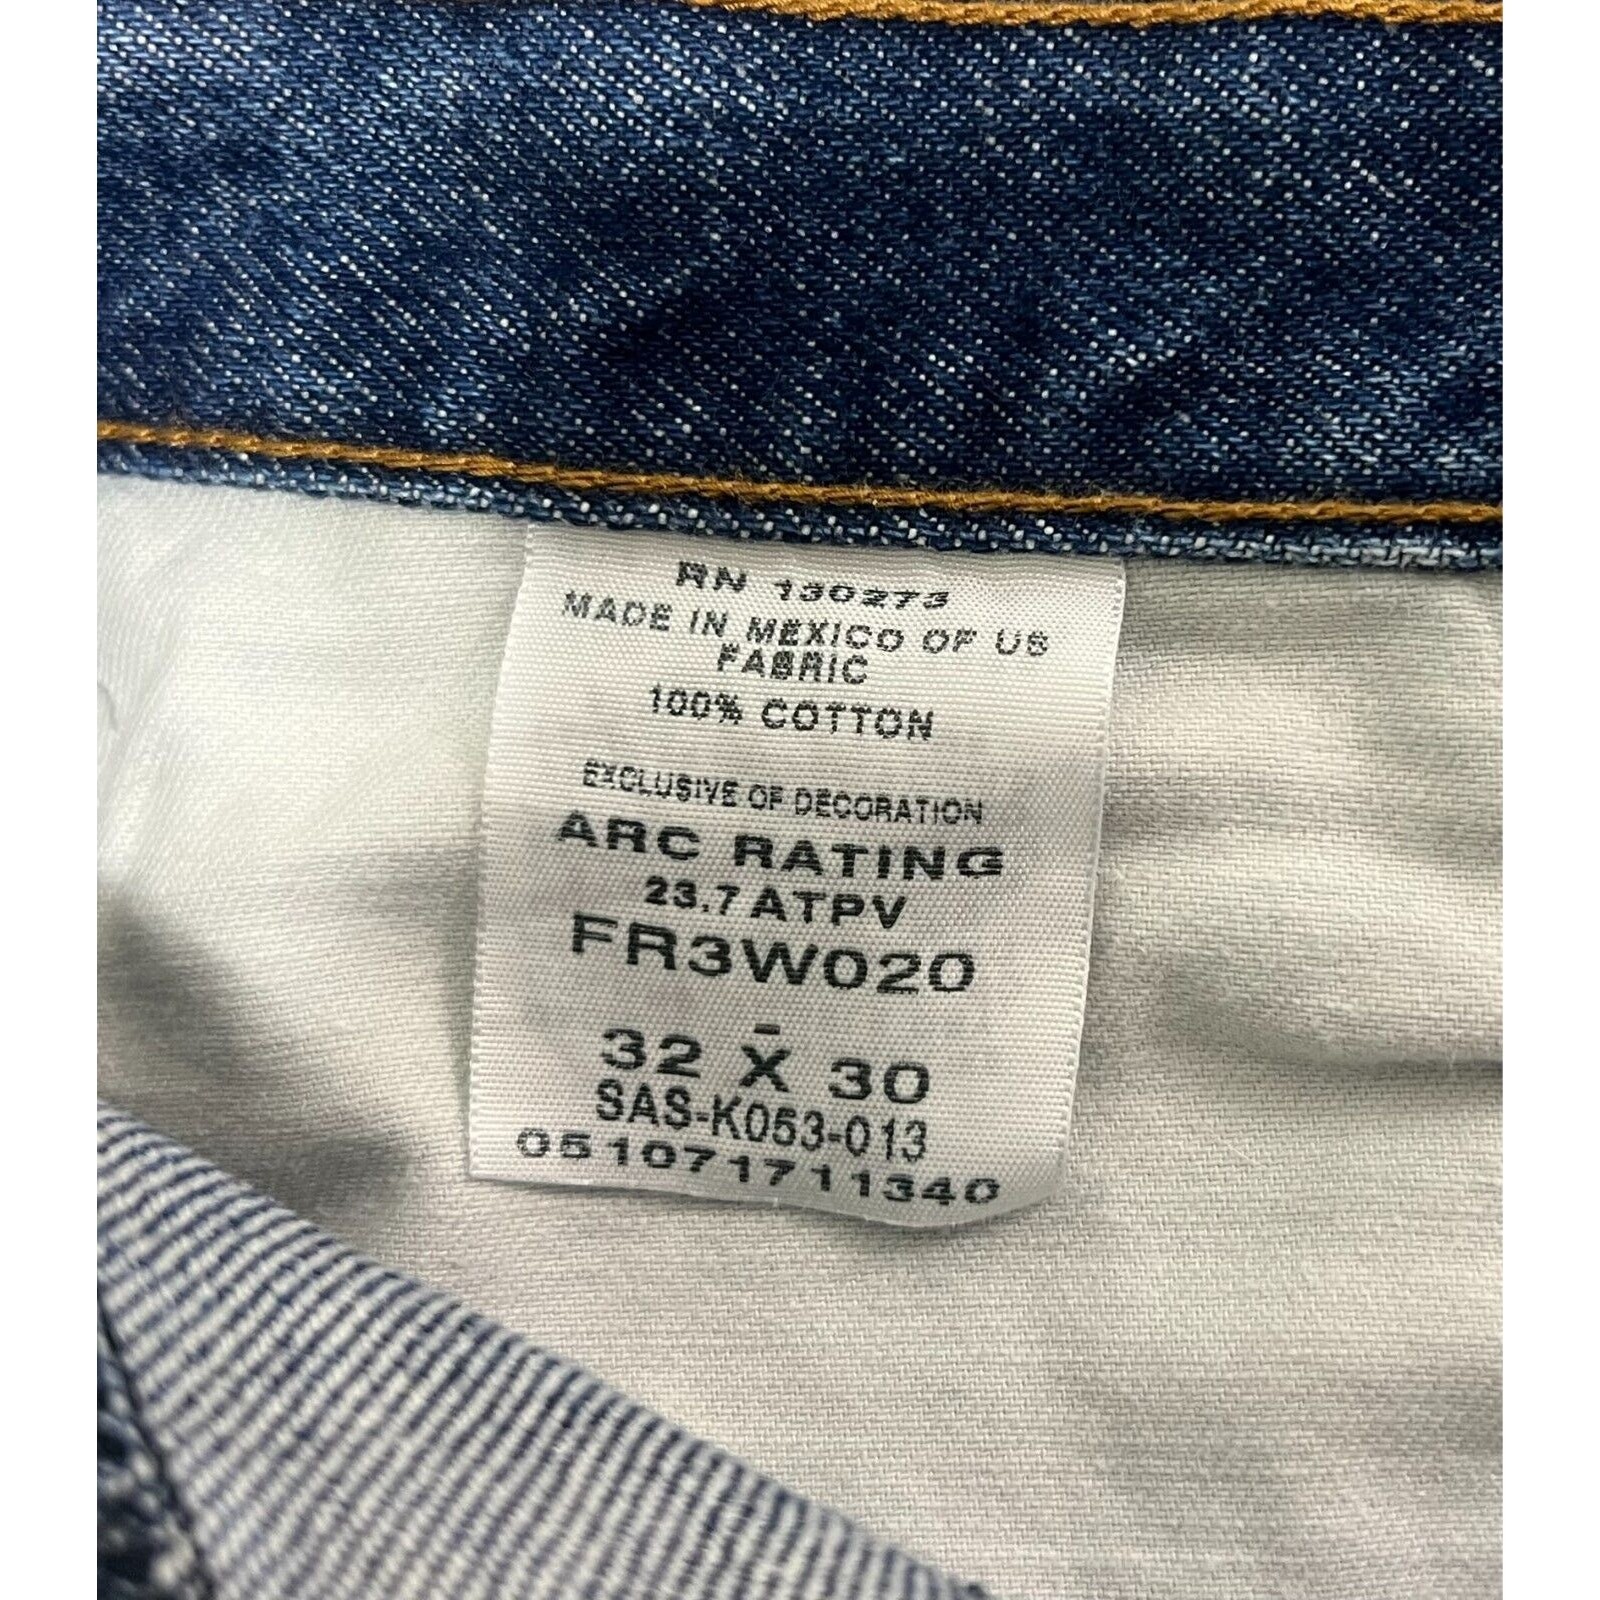 RN 130273
MADE IN MEXICO OF US
FABRIC
100% COTTON
EXCLUSIVE OF DECORATION
ARC RATING
23.7 ATPV
FR3W020
-
32 X 30
SAS-K053-013
051071711340